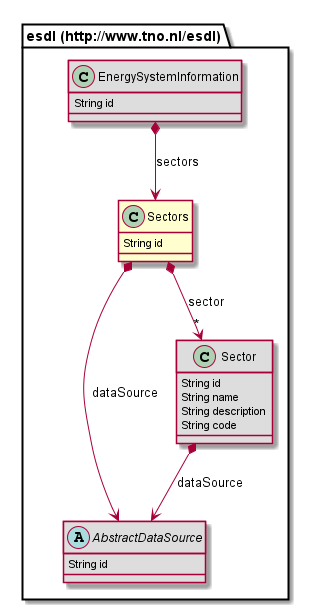 esdl (http://www.tno.nl/esdl)
C EnergySystemInformation
String id
sectors
C Sectors
String id
sector
*
C Sector
String id
String name
String description
String code
dataSource
dataSource
A AbstractDataSource
String id